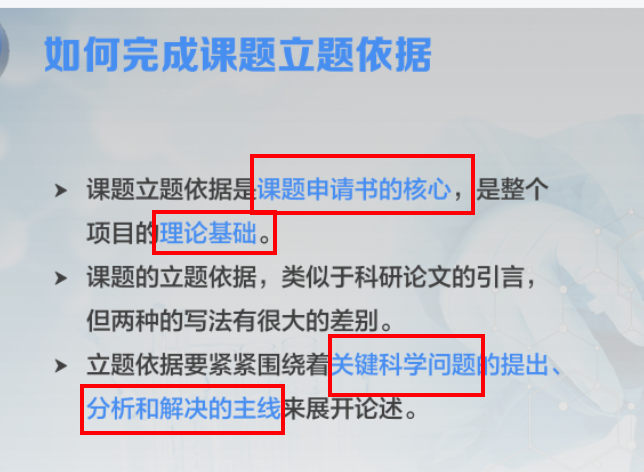 如何完成课题立题依据
课题立题依据是课题申请书的核心，是整个
项目的理论基础。
课题的立题依据，类似于科研论文的引言，
但两种的写法有很大的差别。
立题依据要紧紧围绕着关键科学问题的提出、
分析和解决的主线来展开论述。